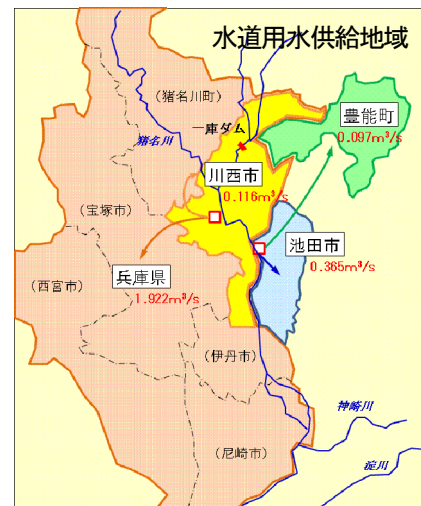 水道用水供給地域
(猪名川町)
豊能町
0.097m³/s
一庫ダム
猪名川
川西市
0.116m³/s
(宝塚市)
池田市
0.365m³/s
兵庫県
1.922m³/s
(西宮市)
(伊丹市)
神崎川
(尼崎市)
淀川